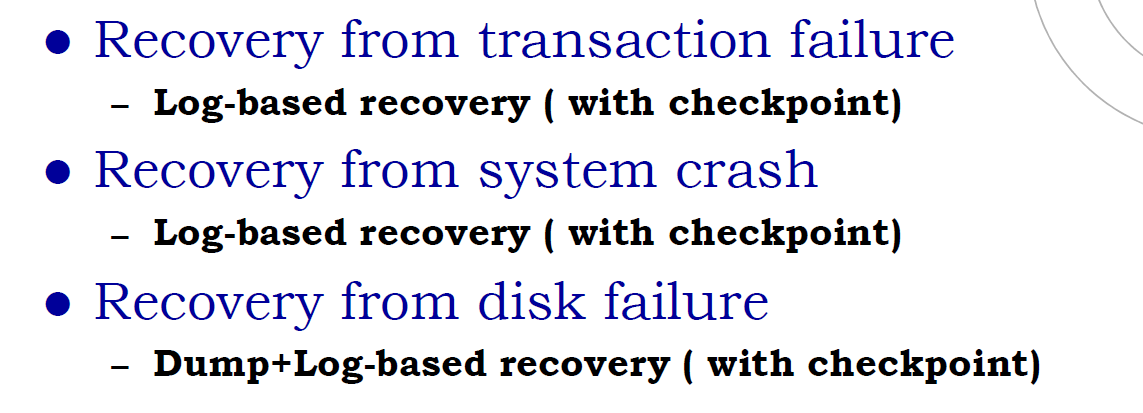 ● Recovery from transaction failure
– Log-based recovery ( with checkpoint)
● Recovery from system crash
– Log-based recovery ( with checkpoint)
● Recovery from disk failure
– Dump+Log-based recovery ( with checkpoint)